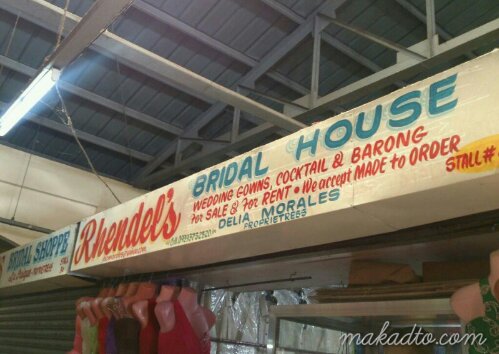 BRIDAL SHOPPE
Rhendel's
BRIDAL HOUSE
WEDDING GOWNS, COCKTAIL & BARONG
For SALE & For RENT • We accept MADE to ORDER
DELIA MORALES
PROPRIETRESS
STALL#
makadto.com